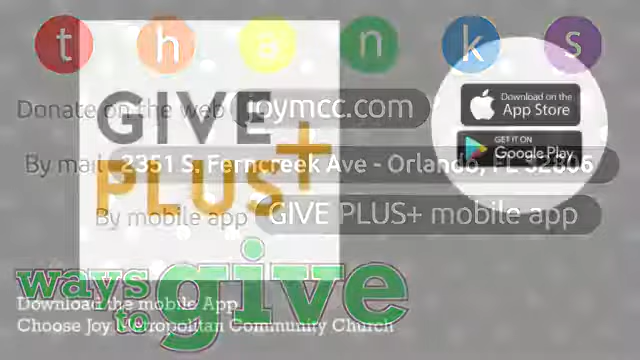 thanks
GIVE
PLUS+
Download on the
App Store
GET IT ON
Google Play
Donate on the web joymcc.com
By mail 2351 S. Ferncreek Ave - Orlando, FL 32806
By mobile app GIVE PLUS+ mobile app
ways to give
Download the mobile App
Choose Joy Metropolitan Community Church